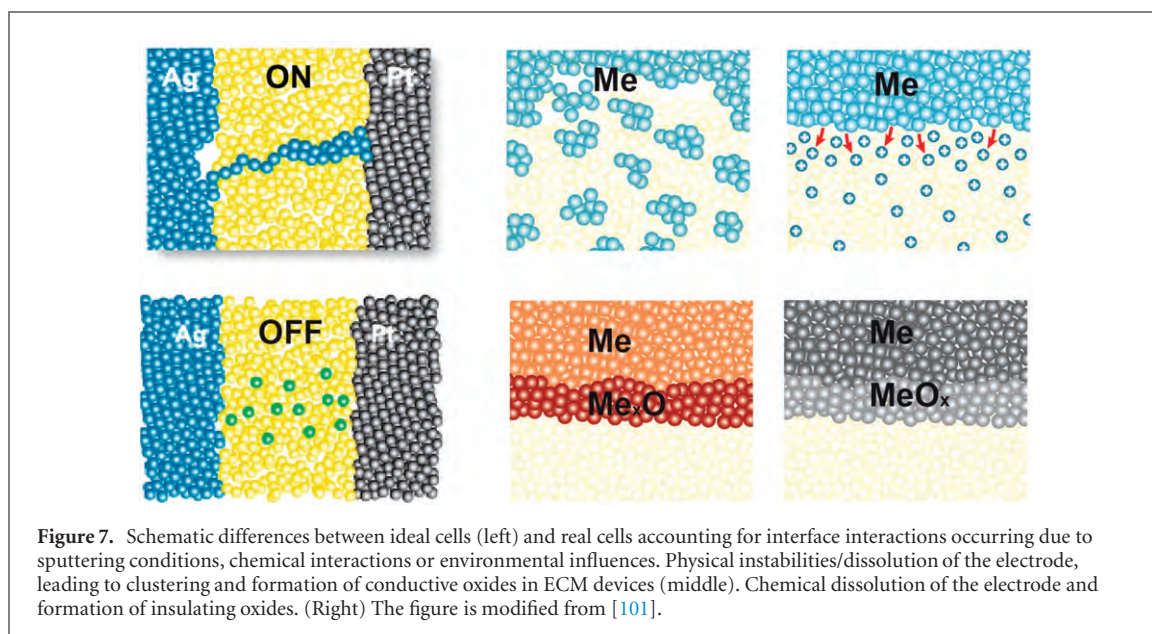 Ag ON Pt
Me
Me
Ag OFF Pt
Me
MeₓO
Me
MeOₓ
Figure 7. Schematic differences between ideal cells (left) and real cells accounting for interface interactions occurring due to
sputtering conditions, chemical interactions or environmental influences. Physical instabilities/dissolution of the electrode,
leading to clustering and formation of conductive oxides in ECM devices (middle). Chemical dissolution of the electrode and
formation of insulating oxides. (Right) The figure is modified from [101].